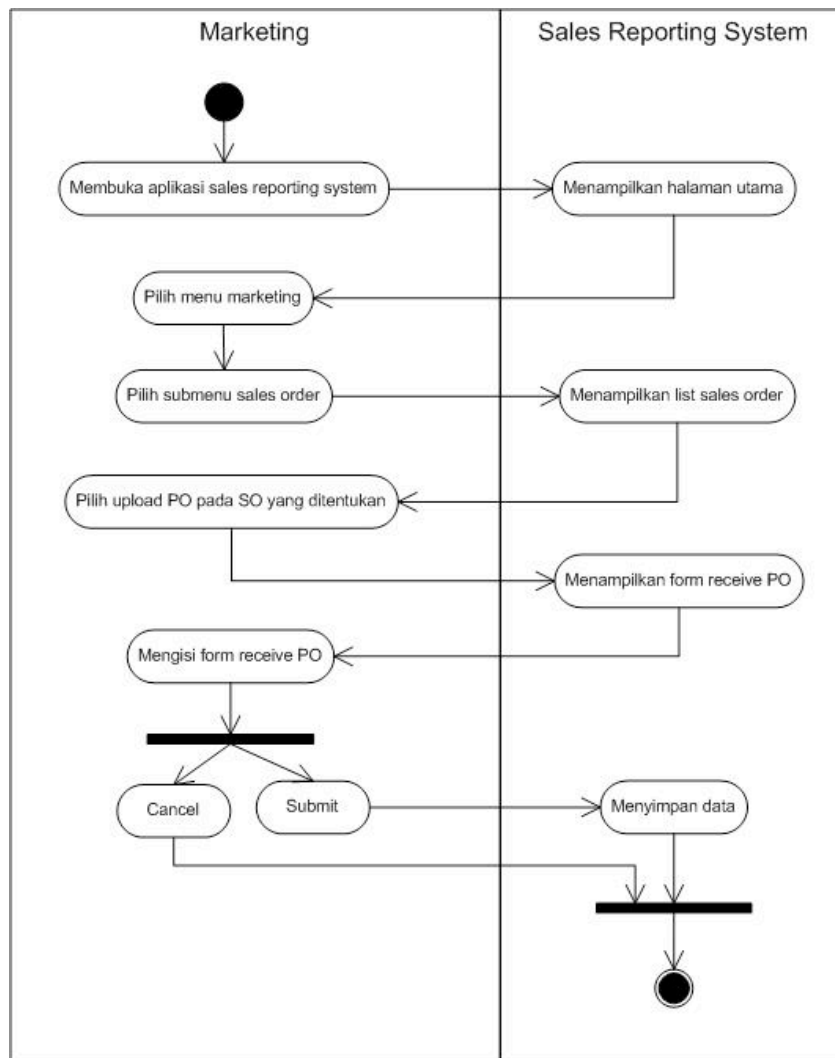 Marketing
Sales Reporting System
Membuka aplikasi sales reporting system
Menampilkan halaman utama
Pilih menu marketing
Pilih submenu sales order
Menampilkan list sales order
Pilih upload PO pada SO yang ditentukan
Menampilkan form receive PO
Mengisi form receive PO
Cancel
Submit
Menyimpan data